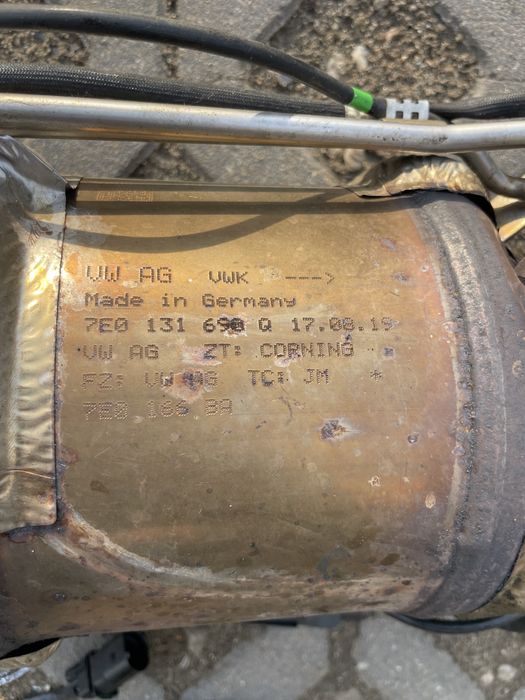 VW AG VWK --->
Made in Germany
7E0 131 690 Q 17.08.19
VW AG ZT: CORNING
FZ: VW AG TC: JM *
7E0 166 BA